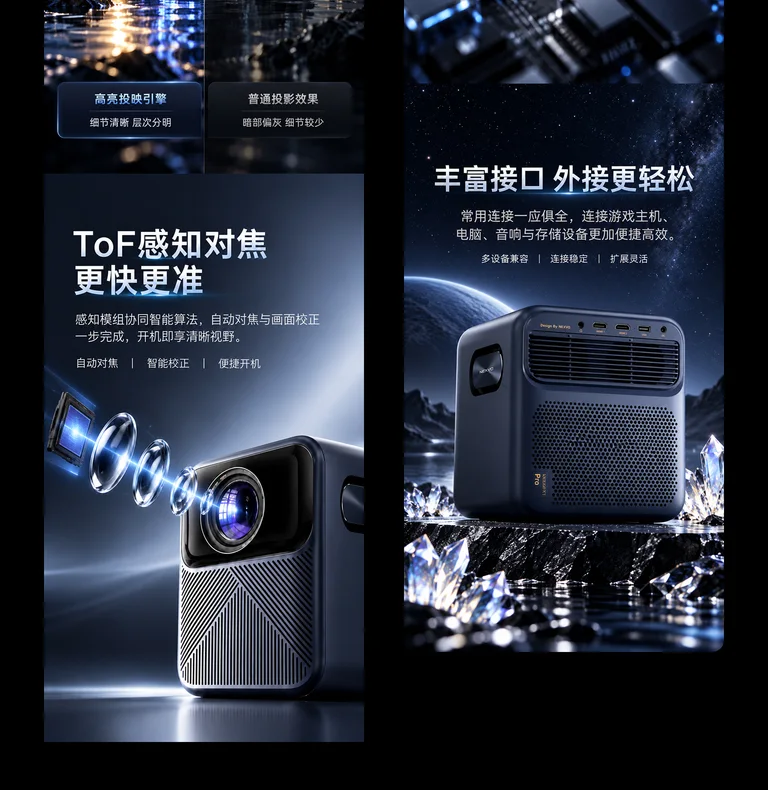 高亮投映引擎
细节清晰 层次分明
普通投影效果
暗部偏灰 细节较少
ToF感知对焦
更快更准
感知模组协同智能算法，自动对焦与画面校正
一步完成，开机即享清晰视野。
自动对焦 | 智能校正 | 便捷开机
丰富接口 外接更轻松
常用连接一应俱全，连接游戏主机、
电脑、音响与存储设备更加便捷高效。
多设备兼容 | 连接稳定 | 扩展灵活
Pro